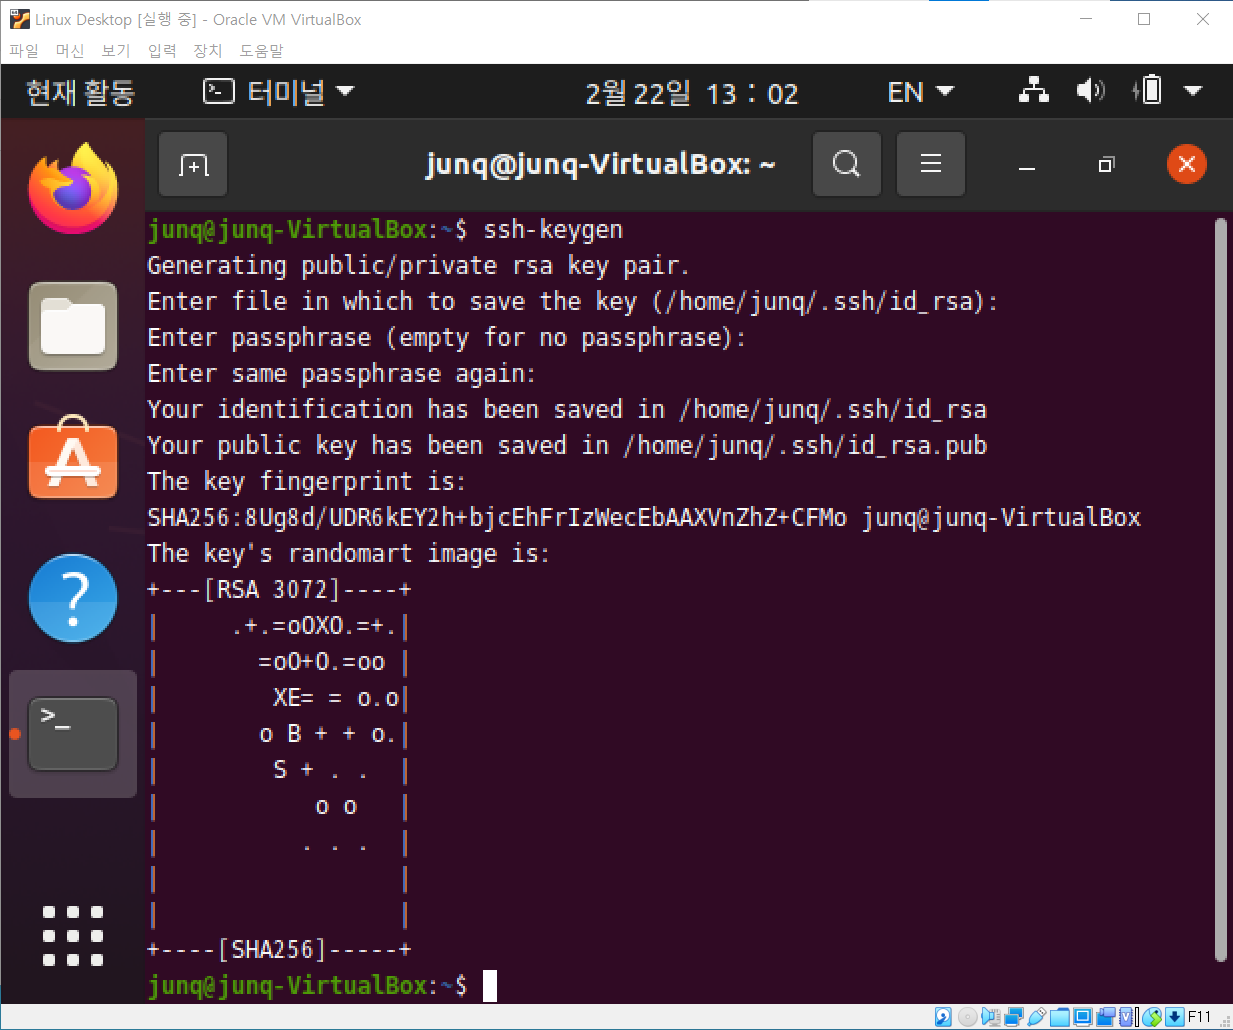 Linux Desktop [실행 중] - Oracle VM VirtualBox
파일 머신 보기 입력 장치 도움말
현재 활동 터미널 2월 22일 13 : 02 EN
junq@junq-VirtualBox: ~
junq@junq-VirtualBox:~$ ssh-keygen
Generating public/private rsa key pair.
Enter file in which to save the key (/home/junq/.ssh/id_rsa):
Enter passphrase (empty for no passphrase):
Enter same passphrase again:
Your identification has been saved in /home/junq/.ssh/id_rsa
Your public key has been saved in /home/junq/.ssh/id_rsa.pub
The key fingerprint is:
SHA256:8Ug8d/UDR6kEY2h+bjcEhFrIzWecEbAAXVnZhZ+CFMo junq@junq-VirtualBox
The key's randomart image is:
+---[RSA 3072]----+
|     .+.=oOXO.=+.|
|       =oO+O.=oo |
|        XE= = o.o|
|       o B + + o.|
|        S + . .  |
|           o o   |
|          . . .  |
|                 |
|                 |
+----[SHA256]-----+
junq@junq-VirtualBox:~$
F11